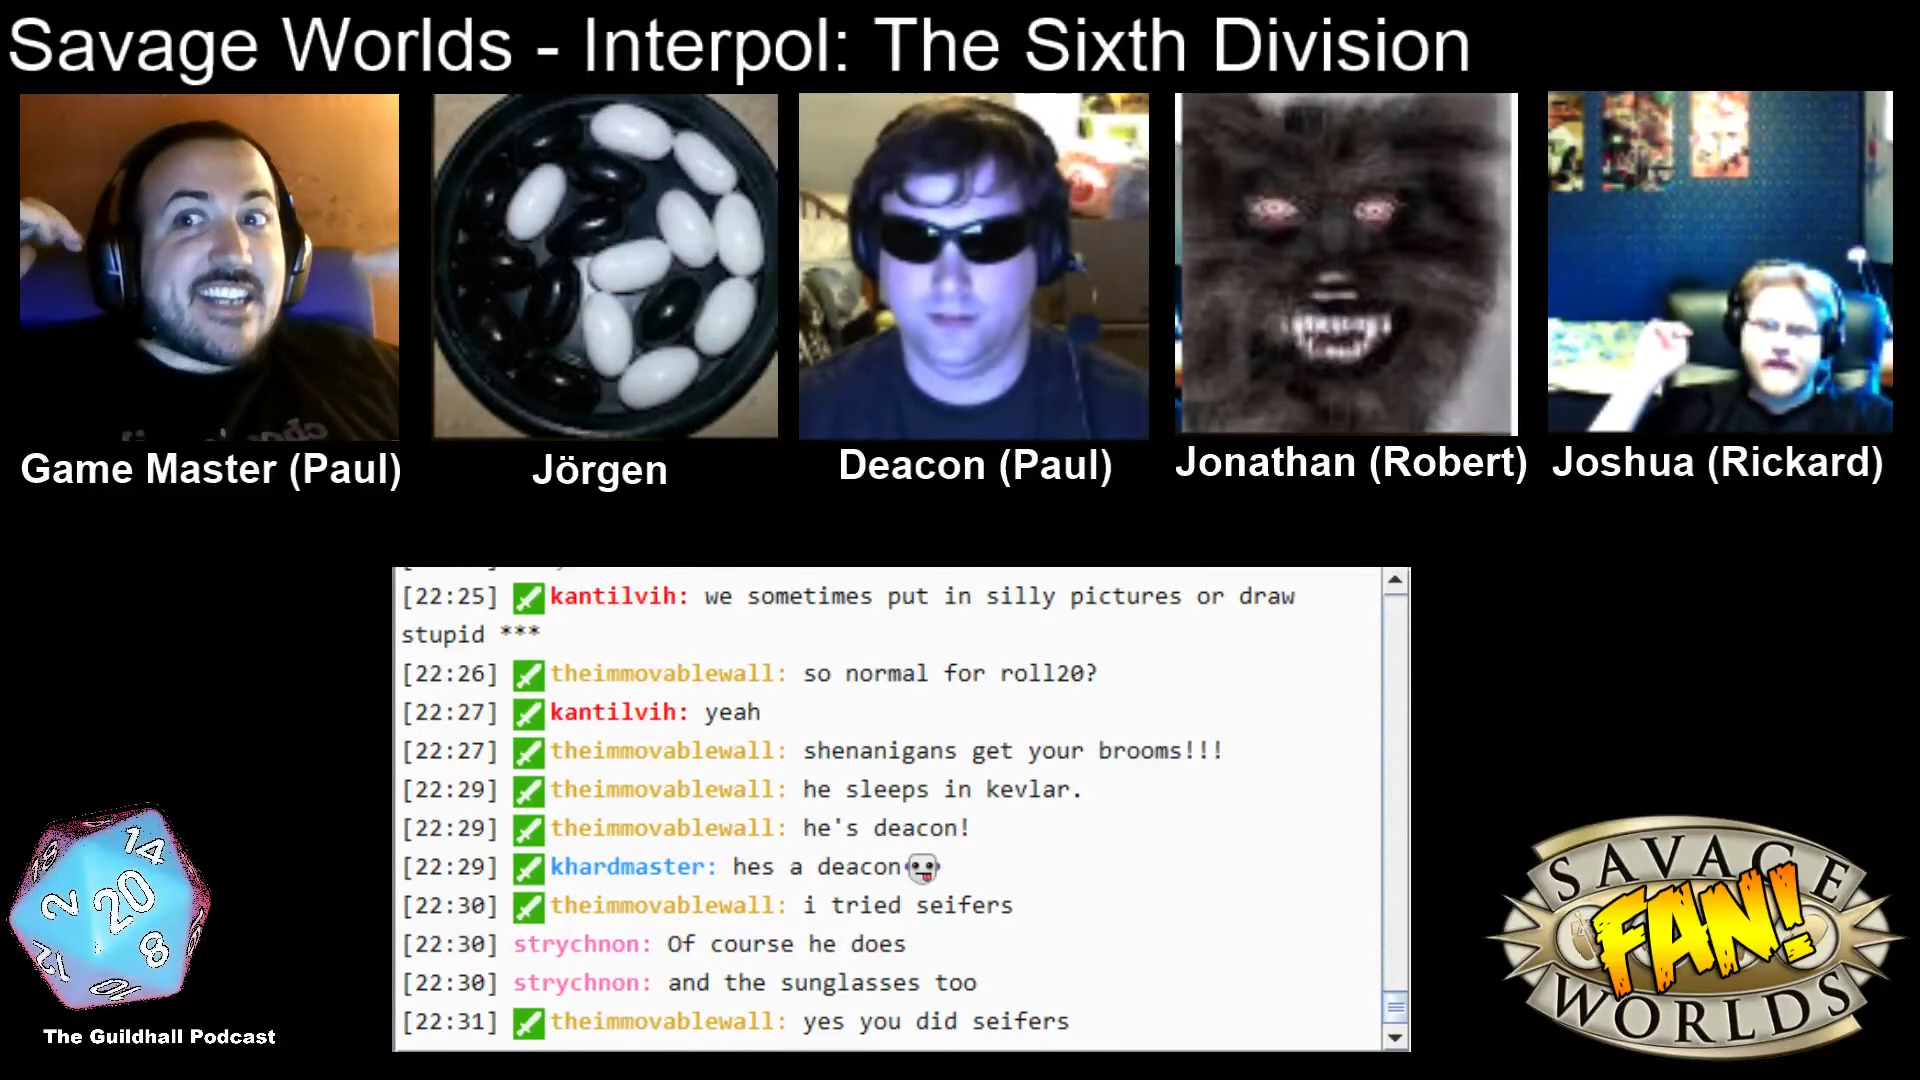 Savage Worlds - Interpol: The Sixth Division
Game Master (Paul)
Jörgen
Deacon (Paul)
Jonathan (Robert)
Joshua (Rickard)
[22:25] kantilvih: we sometimes put in silly pictures or draw
stupid ***
[22:26] theimmovablewall: so normal for roll20?
[22:27] kantilvih: yeah
[22:27] theimmovablewall: shenanigans get your brooms!!!
[22:29] theimmovablewall: he sleeps in kevlar.
[22:29] theimmovablewall: he's deacon!
[22:29] khardmaster: hes a deacon
[22:30] theimmovablewall: i tried seifers
[22:30] strychnon: Of course he does
[22:30] strychnon: and the sunglasses too
[22:31] theimmovablewall: yes you did seifers
14
2
20
8
12
The Guildhall Podcast
SAVAGE
FAN!
WORLDS